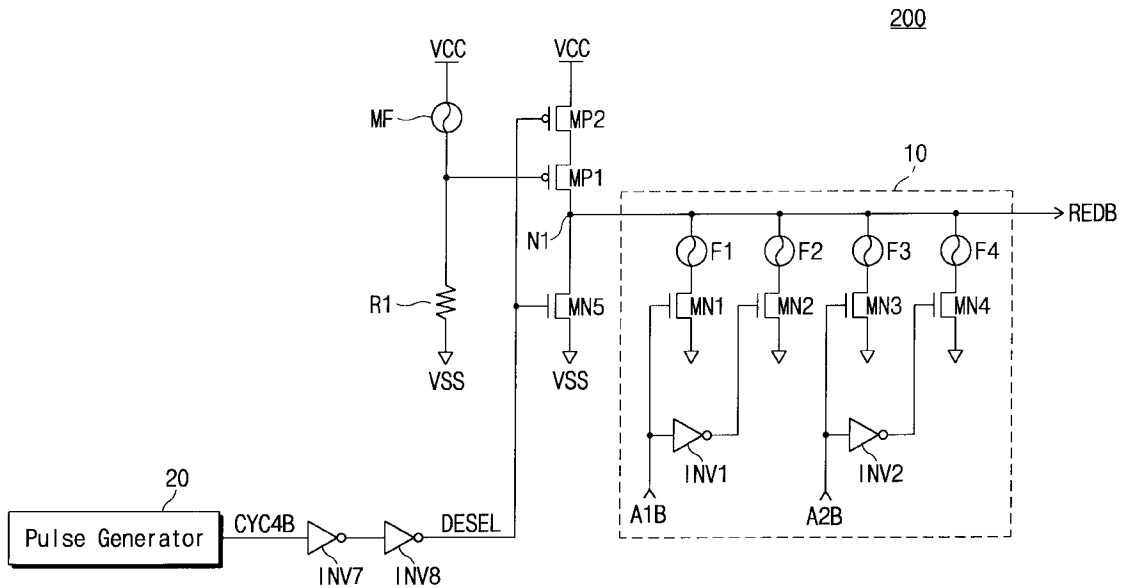 200
VCC
VCC
MF
MP2
MP1
10
N1
REDB
F1
F2
F3
F4
R1
MN5
MN1
MN2
MN3
MN4
VSS
VSS
INV1
INV2
20
A1B
A2B
Pulse Generator
CYC4B
DESEL
INV7
INV8